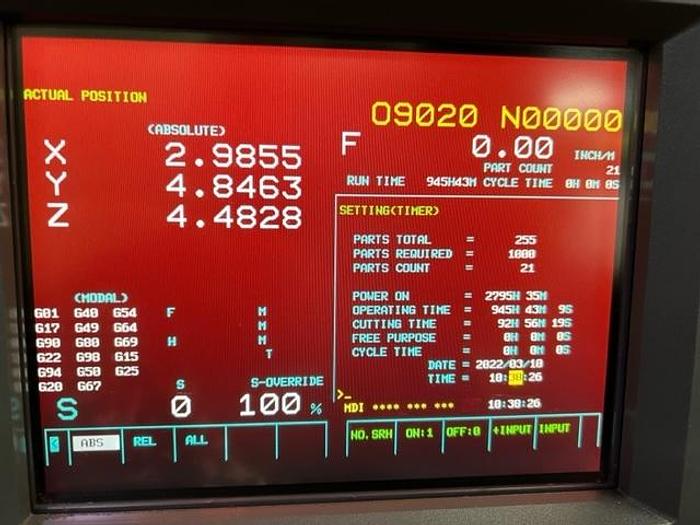 ACTUAL POSITION
O9020 N00000
(ABSOLUTE)
X 2.9855
Y 4.8463
Z 4.4828
F 0.00 INCH/M
PART COUNT 21
RUN TIME 945H43M CYCLE TIME 0H 0M 0S
SETTING(TIMER)
PARTS TOTAL = 255
PARTS REQUIRED = 1000
PARTS COUNT = 21
POWER ON = 2795H 35M
OPERATING TIME = 945H 43M 9S
CUTTING TIME = 92H 56M 19S
FREE PURPOSE = 0H 0M 0S
CYCLE TIME = 0H 0M 0S
DATE = 2022/03/10
TIME = 10:38:26
(MODAL)
G01 G40 G54 F M
G17 G49 G64 M
G90 G80 G69 H M
G22 G98 G15 T
G94 G50 G25
G20 G67 S S-OVERRIDE
S 0 100 %
>_
MDI **** *** *** 10:38:26
< ABS REL ALL
NO.SRH ON:1 OFF:0 +INPUT INPUT